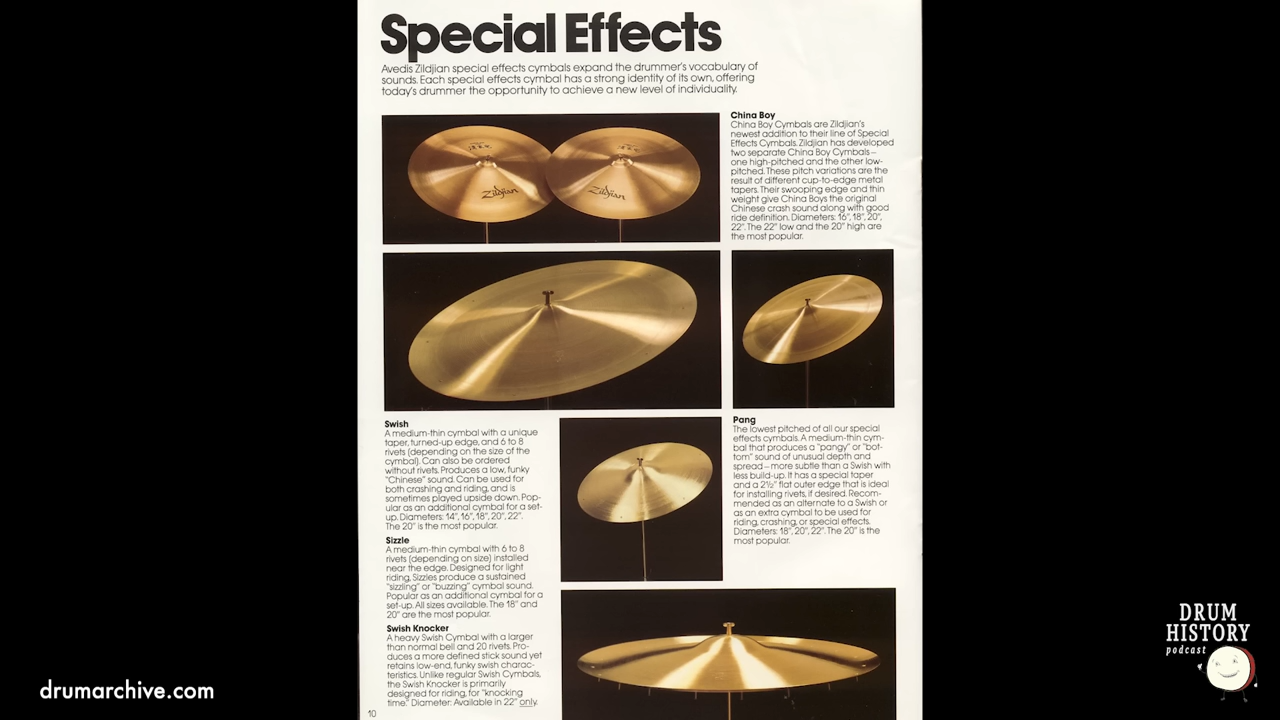 Special Effects
Avedis Zildjian special effects cymbals expand the drummer's vocabulary of
sounds. Each special effects cymbal has a strong identity of its own, offering
today's drummer the opportunity to achieve a new level of individuality.
China Boy
China Boy Cymbals are Zildjian's
newest addition to their line of Special
Effects Cymbals. Zildjian has developed
two separate China Boy Cymbals—
one high-pitched and the other low-
pitched. These pitch variations are the
result of different cup-to-edge metal
tapers. Their swooping edge and thin
weight give China Boys the original
Chinese crash sound along with good
ride definition. Diameters: 16", 18", 20",
22". The 22" low and the 20" high are
the most popular.
Zildjian
Zildjian
Swish
A medium-thin cymbal with a unique
taper, turned-up edge, and 6 to 8
rivets (depending on the size of the
cymbal). Can also be ordered
without rivets. Produces a low, funky
"Chinese" sound. Can be used for
both crashing and riding, and is
sometimes played upside down. Pop-
ular as an additional cymbal for a set-
up. Diameters: 14", 16", 18", 20", 22".
The 20" is the most popular.
Sizzle
A medium-thin cymbal with 6 to 8
rivets (depending on size) installed
near the edge. Designed for light
riding, Sizzles produce a sustained
"sizzling" or "buzzing" cymbal sound.
Popular as an additional cymbal for a
set-up. All sizes available. The 18" and
20" are the most popular.
Swish Knocker
A heavy Swish Cymbal with a larger
than normal bell and 20 rivets. Pro-
duces a more defined stick sound yet
retains low-end, funky swish charac-
teristics. Unlike regular Swish Cymbals,
the Swish Knocker is primarily
designed for riding, for "knocking
time." Diameter: Available in 22" only.
10
Pang
The lowest pitched of all our special
effects cymbals. A medium-thin cym-
bal that produces a "pangy" or "bot-
tom" sound of unusual depth and
spread—more subtle than a Swish with
less build-up. It has a special taper
and a 2½" flat outer edge that is ideal
for installing rivets, if desired. Recom-
mended as an alternate to a Swish or
as an extra cymbal to be used for
riding, crashing, or special effects.
Diameters: 18", 20", 22". The 20" is the
most popular.
drumarchive.com
DRUM
HISTORY
podcast